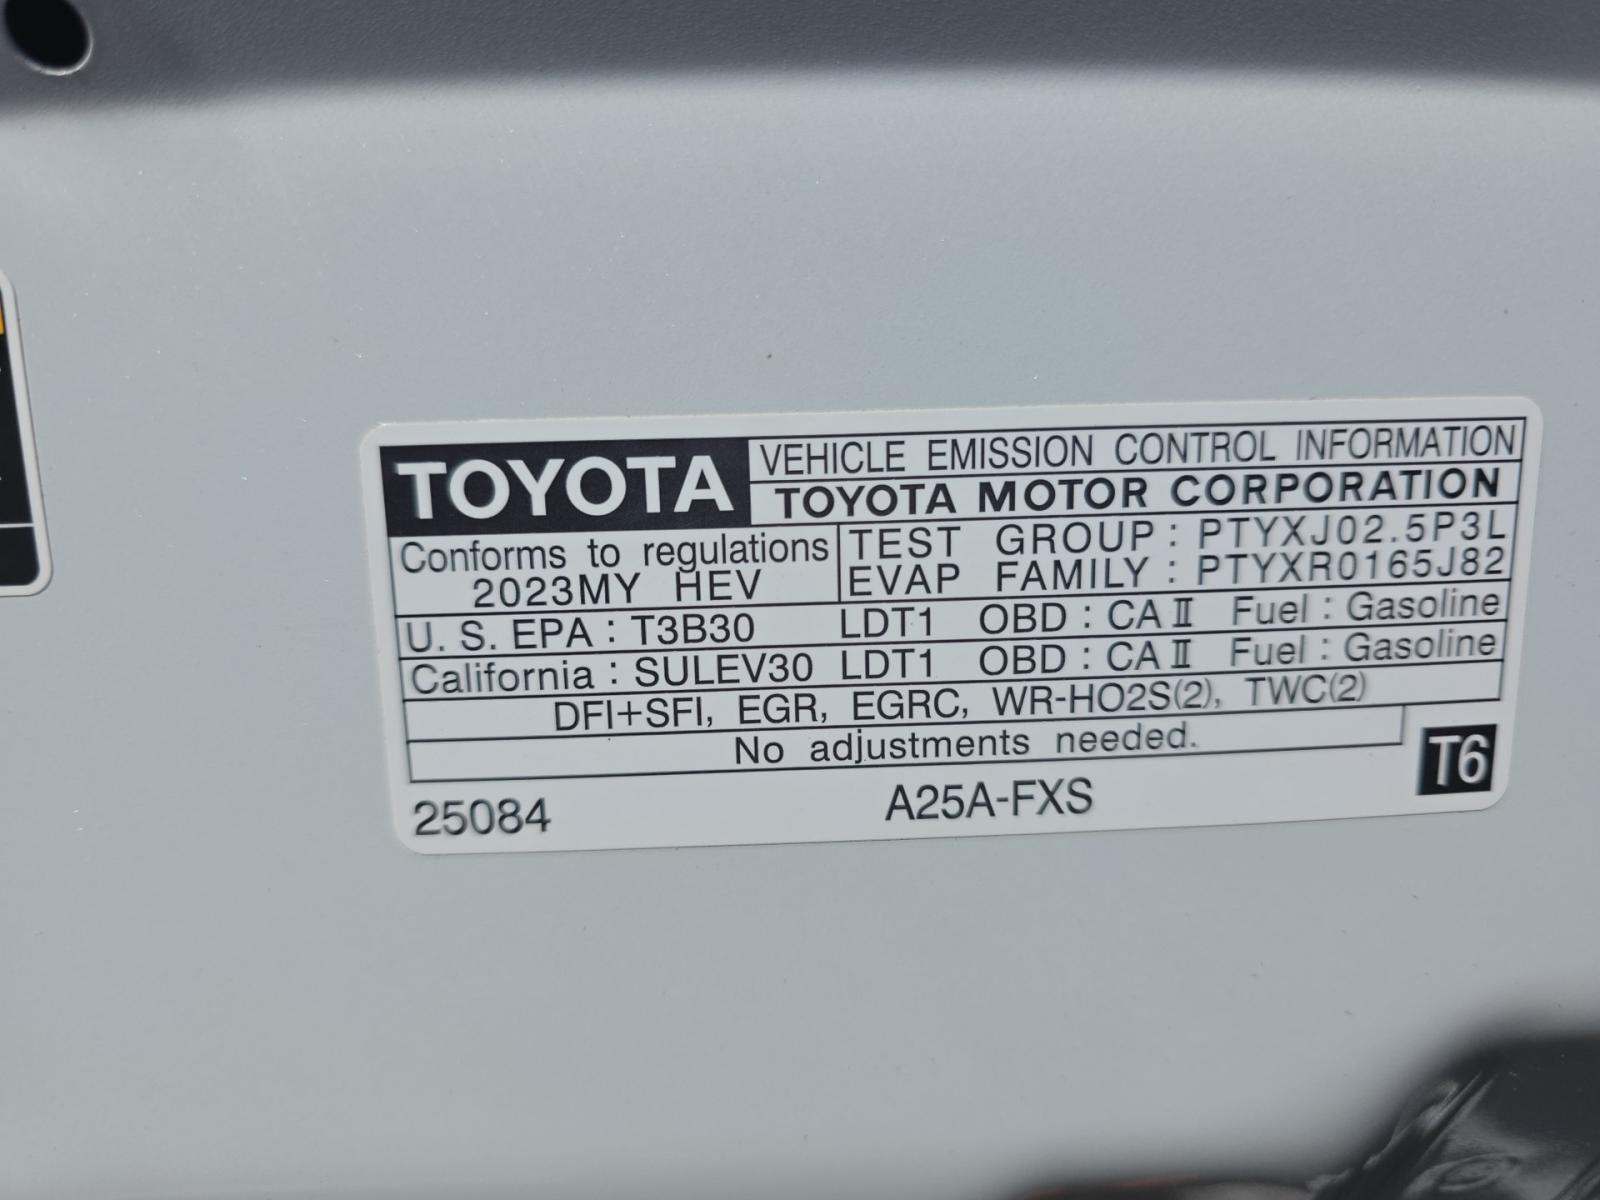 TOYOTA
VEHICLE EMISSION CONTROL INFORMATION
TOYOTA MOTOR CORPORATION
Conforms to regulations
2023MY HEV
TEST GROUP : PTYXJ02.5P3L
EVAP FAMILY : PTYXR0165J82
U. S. EPA : T3B30 LDT1 OBD : CA II Fuel : Gasoline
California : SULEV30 LDT1 OBD : CA II Fuel : Gasoline
DFI+SFI, EGR, EGRC, WR-HO2S(2), TWC(2)
No adjustments needed.
T6
25084 A25A-FXS